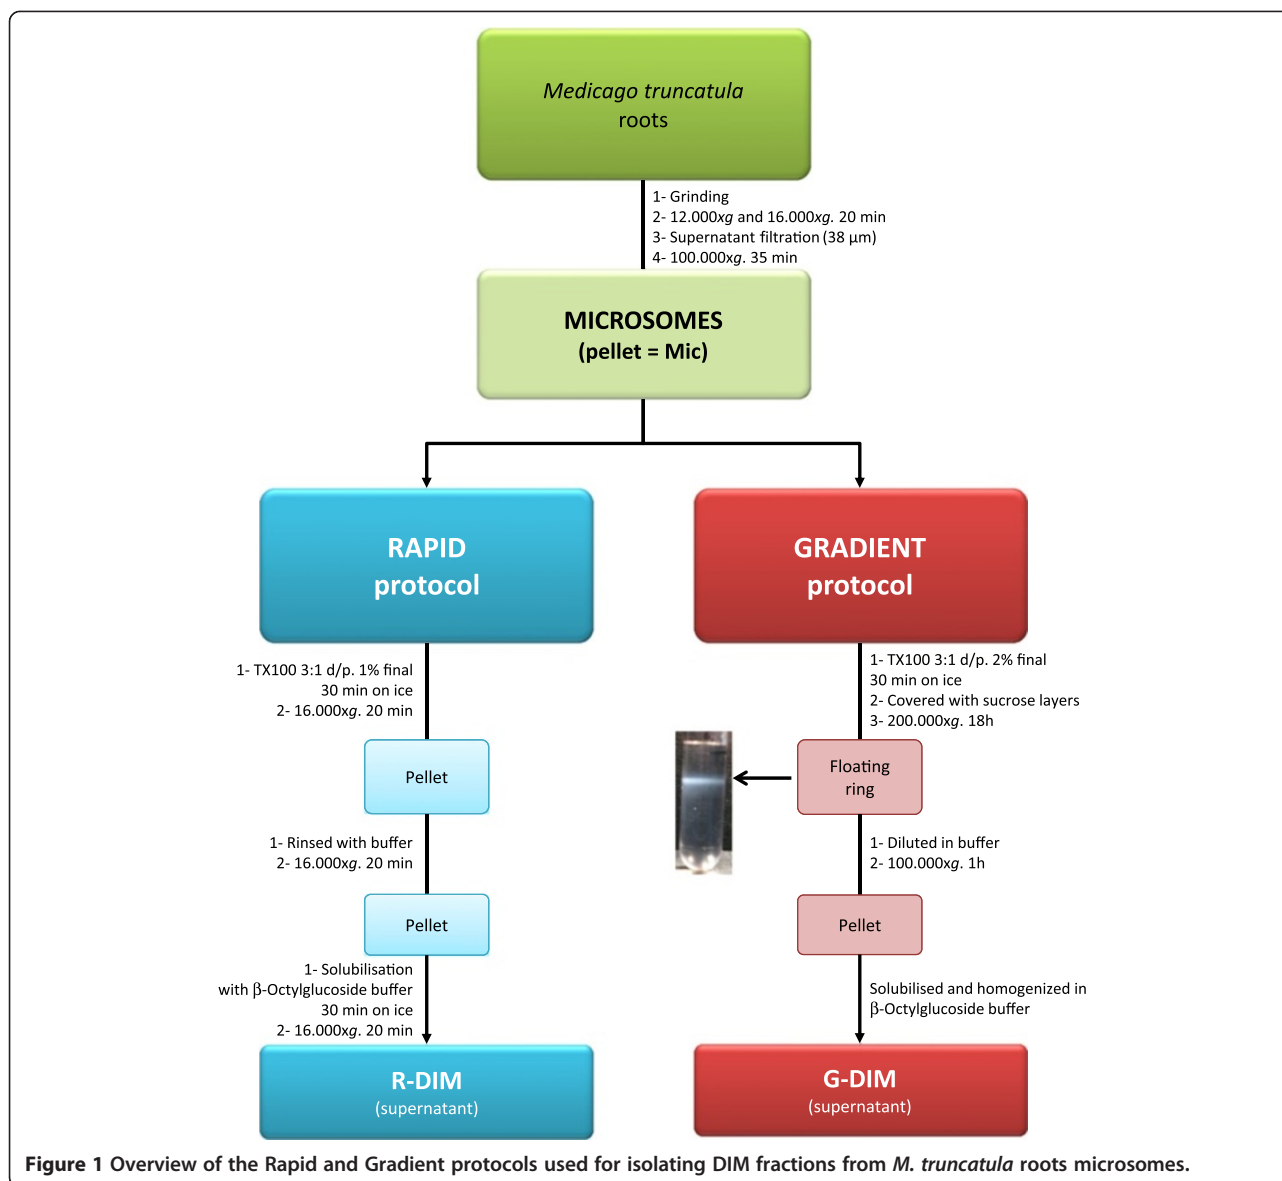 Medicago truncatula
roots
1- Grinding
2- 12.000xg and 16.000xg. 20 min
3- Supernatant filtration (38 µm)
4- 100.000xg. 35 min
MICROSOMES
(pellet = Mic)
RAPID
protocol
1- TX100 3:1 d/p. 1% final
30 min on ice
2- 16.000xg. 20 min
Pellet
1- Rinsed with buffer
2- 16.000xg. 20 min
Pellet
1- Solubilisation
with β-Octylglucoside buffer
30 min on ice
2- 16.000xg. 20 min
R-DIM
(supernatant)
GRADIENT
protocol
1- TX100 3:1 d/p. 2% final
30 min on ice
2- Covered with sucrose layers
3- 200.000xg. 18h
Floating
ring
1- Diluted in buffer
2- 100.000xg. 1h
Pellet
Solubilised and homogenized in
β-Octylglucoside buffer
G-DIM
(supernatant)
Figure 1 Overview of the Rapid and Gradient protocols used for isolating DIM fractions from M. truncatula roots microsomes.